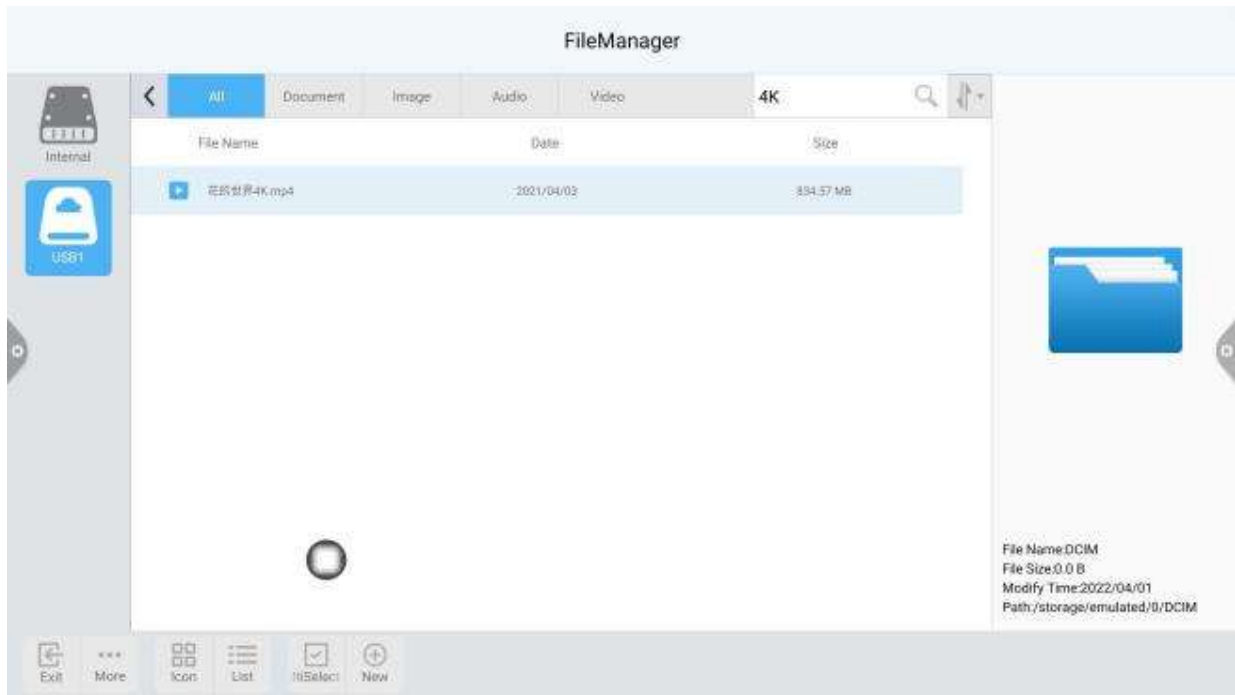 FileManager
All
Document
Image
Audio
Video
4K
Internal
File Name
Date
Size
花的世界4K.mp4
2021/04/03
834.57 MB
USB1
File Name:DCIM
File Size:0.0 B
Modify Time:2022/04/01
Path:/storage/emulated/0/DCIM
Exit
More
Icon
List
New